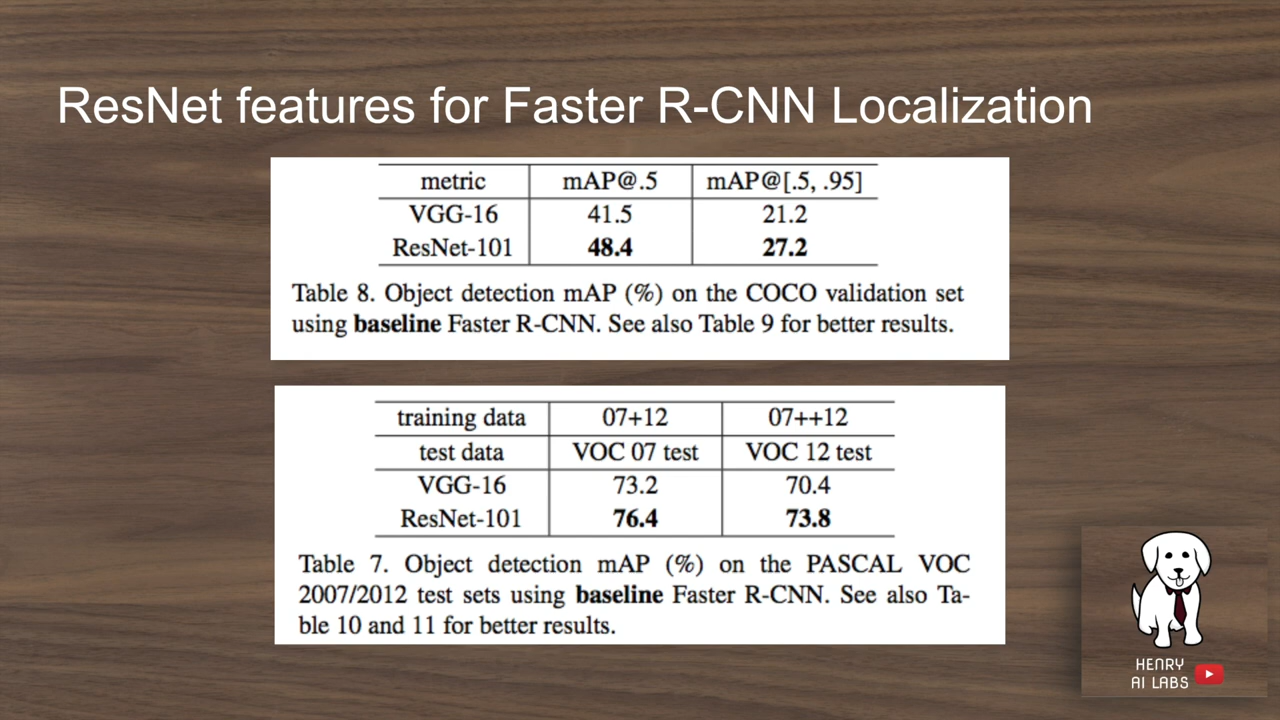 ResNet features for Faster R-CNN Localization
metric mAP@.5 mAP@[.5, .95]
VGG-16 41.5 21.2
ResNet-101 48.4 27.2
Table 8. Object detection mAP (%) on the COCO validation set
using baseline Faster R-CNN. See also Table 9 for better results.
training data 07+12 07++12
test data VOC 07 test VOC 12 test
VGG-16 73.2 70.4
ResNet-101 76.4 73.8
Table 7. Object detection mAP (%) on the PASCAL VOC
2007/2012 test sets using baseline Faster R-CNN. See also Ta-
ble 10 and 11 for better results.
HENRY
AI LABS